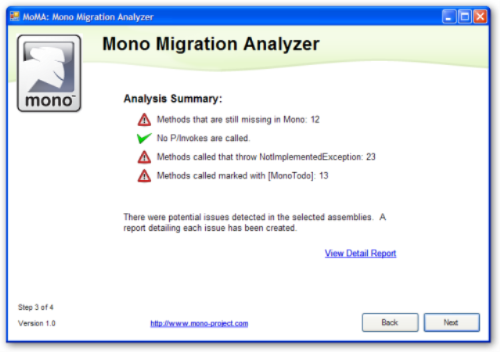 MoMA: Mono Migration Analyzer
Mono Migration Analyzer
mono
Analysis Summary:
Methods that are still missing in Mono: 12
No P/Invokes are called.
Methods called that throw NotImplementedException: 23
Methods called marked with [MonoTodo]: 13
There were potential issues detected in the selected assemblies. A
report detailing each issue has been created.
View Detail Report
Step 3 of 4
Version 1.0
http://www.mono-project.com
Back
Next